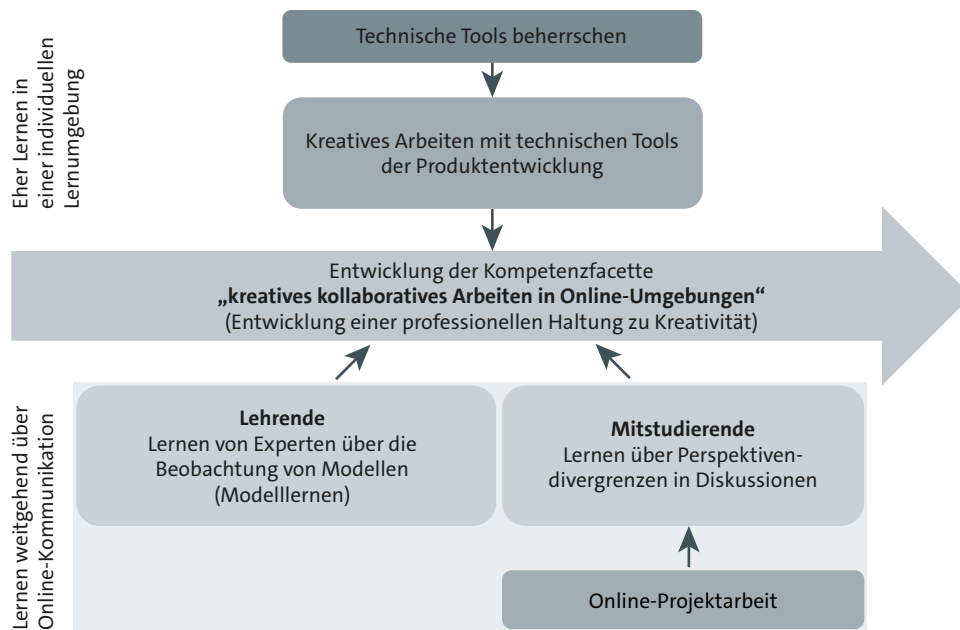 Eher Lernen in
einer individuellen
Lernumgebung
Technische Tools beherrschen
Kreatives Arbeiten mit technischen Tools
der Produktentwicklung
Entwicklung der Kompetenzfacette
„kreatives kollaboratives Arbeiten in Online-Umgebungen“
(Entwicklung einer professionellen Haltung zu Kreativität)
Lernen weitgehend über
Online-Kommunikation
Lehrende
Lernen von Experten über die
Beobachtung von Modellen
(Modelllernen)
Mitstudierende
Lernen über Perspektiven-
divergrenzen in Diskussionen
Online-Projektarbeit